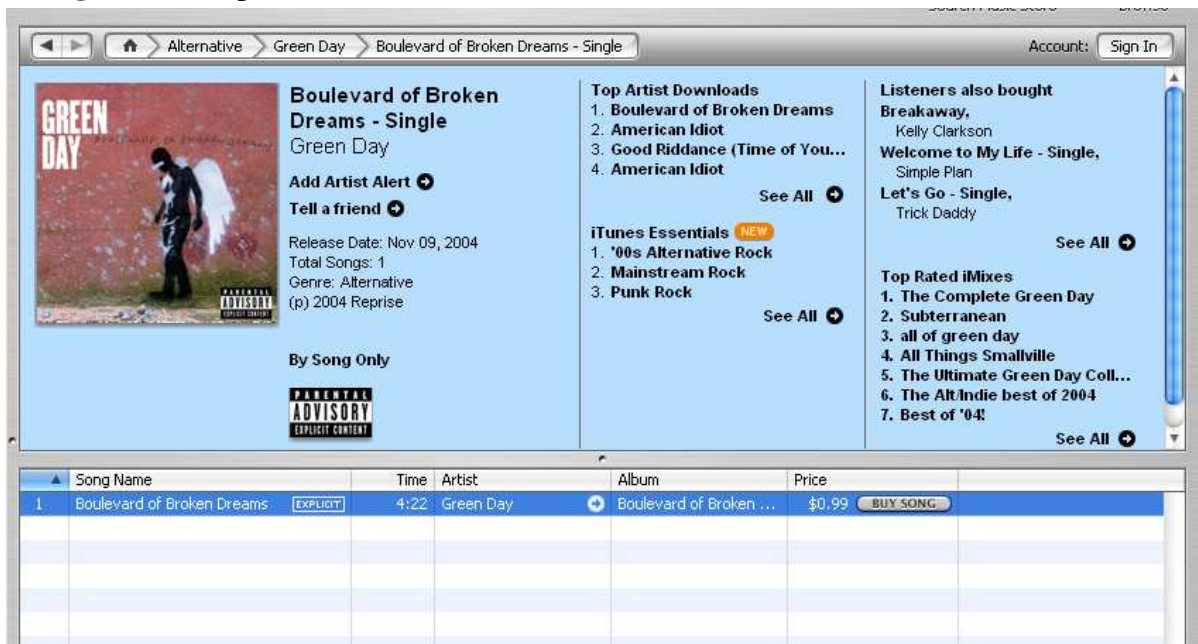 Search Music Store Browse
Alternative Green Day Boulevard of Broken Dreams - Single Account: Sign In
GREEN DAY
PARENTAL
ADVISORY
EXPLICIT CONTENT
Boulevard of Broken
Dreams - Single
Green Day
Add Artist Alert
Tell a friend
Release Date: Nov 09, 2004
Total Songs: 1
Genre: Alternative
(p) 2004 Reprise
By Song Only
PARENTAL
ADVISORY
EXPLICIT CONTENT
Top Artist Downloads
1. Boulevard of Broken Dreams
2. American Idiot
3. Good Riddance (Time of You...
4. American Idiot
See All
iTunes Essentials NEW
1. '00s Alternative Rock
2. Mainstream Rock
3. Punk Rock
See All
Listeners also bought
Breakaway,
Kelly Clarkson
Welcome to My Life - Single,
Simple Plan
Let's Go - Single,
Trick Daddy
See All
Top Rated iMixes
1. The Complete Green Day
2. Subterranean
3. all of green day
4. All Things Smallville
5. The Ultimate Green Day Coll...
6. The Alt/Indie best of 2004
7. Best of '04!
See All
Song Name Time Artist Album Price
1 Boulevard of Broken Dreams EXPLICIT 4:22 Green Day Boulevard of Broken ... $0.99 BUY SONG